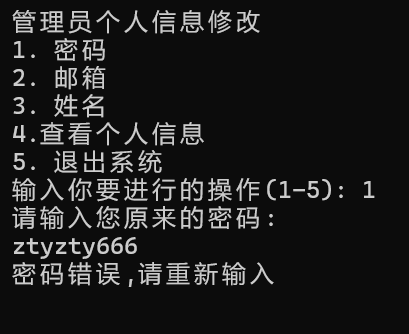 管理员个人信息修改
1. 密码
2. 邮箱
3. 姓名
4.查看个人信息
5. 退出系统
输入你要进行的操作(1-5): 1
请输入您原来的密码:
ztyzty666
密码错误,请重新输入